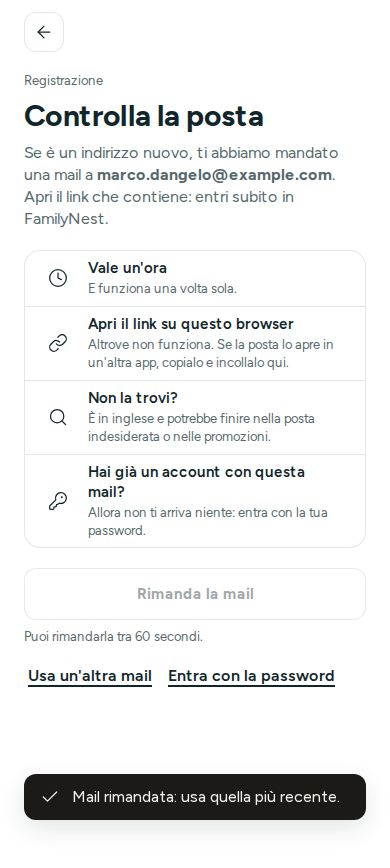 Registrazione
Controlla la posta
Se è un indirizzo nuovo, ti abbiamo mandato
una mail a marco.dangelo@example.com.
Apri il link che contiene: entri subito in
FamilyNest.
Vale un'ora
E funziona una volta sola.
Apri il link su questo browser
Altrove non funziona. Se la posta lo apre in
un'altra app, copialo e incollalo qui.
Non la trovi?
È in inglese e potrebbe finire nella posta
indesiderata o nelle promozioni.
Hai già un account con questa
mail?
Allora non ti arriva niente: entra con la tua
password.
Rimanda la mail
Puoi rimandarla tra 60 secondi.
Usa un'altra mail
Entra con la password
Mail rimandata: usa quella più recente.